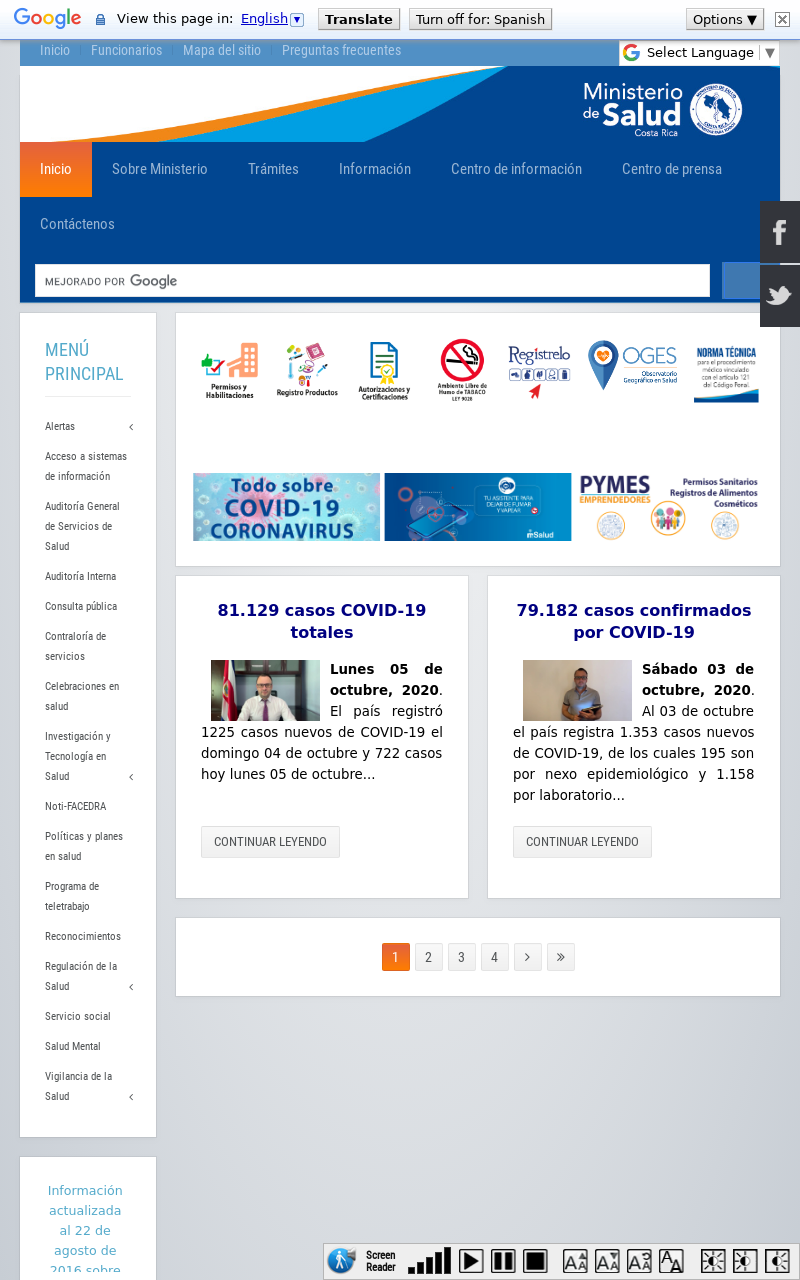 Google View this page in: English Translate Turn off for: Spanish Options ▼
Inicio Funcionarios Mapa del sitio Preguntas frecuentes
Select Language ▼
Ministerio
de Salud
Costa Rica
Inicio Sobre Ministerio Trámites Información Centro de información Centro de prensa
Contáctenos
MEJORADO POR Google
MENÚ
PRINCIPAL
Alertas
Acceso a sistemas
de información
Auditoría General
de Servicios de
Salud
Auditoría Interna
Consulta pública
Contraloría de
servicios
Celebraciones en
salud
Investigación y
Tecnología en
Salud
Noti-FACEDRA
Políticas y planes
en salud
Programa de
teletrabajo
Reconocimientos
Regulación de la
Salud
Servicio social
Salud Mental
Vigilancia de la
Salud
Información
actualizada
al 22 de
agosto de
2016 sobre
Permisos y
Habilitaciones
Registro Productos
Autorizaciones y
Certificaciones
Ambiente Libre de
Humo de TABACO
LEY 9028
Regístrelo
OGES
Observatorio
Geográfico en Salud
NORMA TÉCNICA
para el procedimiento
médico vinculado
con el artículo 121
del Código Penal.
Todo sobre
COVID-19
CORONAVIRUS
TU ASISTENTE PARA
DEJAR DE FUMAR
Y VAPEAR
mSalud
PYMES
EMPRENDEDORES
Permisos Sanitarios
Registros de Alimentos
Cosméticos
81.129 casos COVID-19
totales
Lunes 05 de
octubre, 2020.
El país registró
1225 casos nuevos de COVID-19 el
domingo 04 de octubre y 722 casos
hoy lunes 05 de octubre...
CONTINUAR LEYENDO
79.182 casos confirmados
por COVID-19
Sábado 03 de
octubre, 2020.
Al 03 de octubre
el país registra 1.353 casos nuevos
de COVID-19, de los cuales 195 son
por nexo epidemiológico y 1.158
por laboratorio...
CONTINUAR LEYENDO
1 2 3 4 › »
Screen
Reader